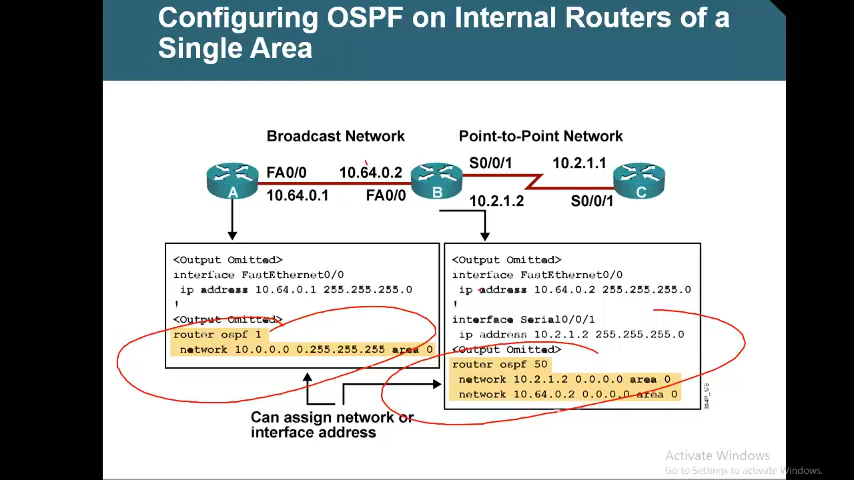 Configuring OSPF on Internal Routers of a
Single Area
Broadcast Network
Point-to-Point Network
FA0/0
10.64.0.2
S0/0/1
10.2.1.1
A
B
C
10.64.0.1
FA0/0
10.2.1.2
S0/0/1
<Output Omitted>
interface FastEthernet0/0
ip address 10.64.0.1 255.255.255.0
!
<Output Omitted>
router ospf 1
network 10.0.0.0 0.255.255.255 area 0
<Output Omitted>
interface FastEthernet0/0
ip address 10.64.0.2 255.255.255.0
!
interface Serial0/0/1
ip address 10.2.1.2 255.255.255.0
<Output Omitted>
router ospf 50
network 10.2.1.2 0.0.0.0 area 0
network 10.64.0.2 0.0.0.0 area 0
Can assign network or
interface address
Activate Windows
Go to Settings to activate Windows.